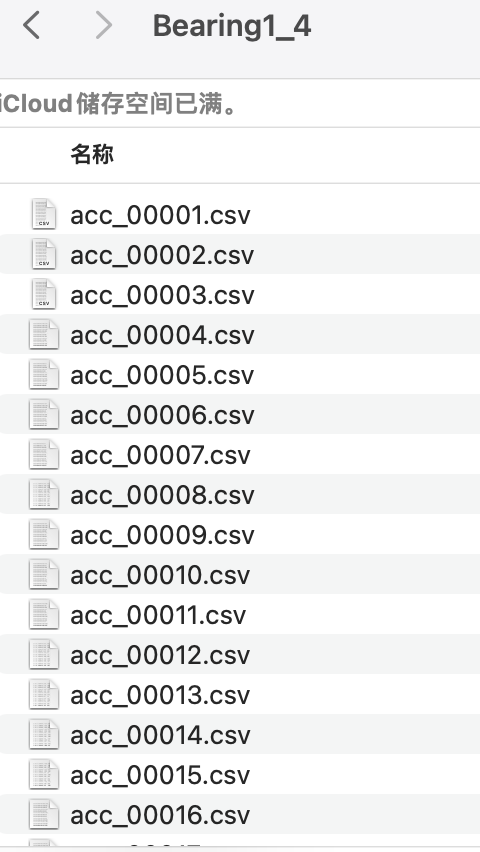 Bearing1_4
iCloud储存空间已满。
名称
acc_00001.csv
acc_00002.csv
acc_00003.csv
acc_00004.csv
acc_00005.csv
acc_00006.csv
acc_00007.csv
acc_00008.csv
acc_00009.csv
acc_00010.csv
acc_00011.csv
acc_00012.csv
acc_00013.csv
acc_00014.csv
acc_00015.csv
acc_00016.csv